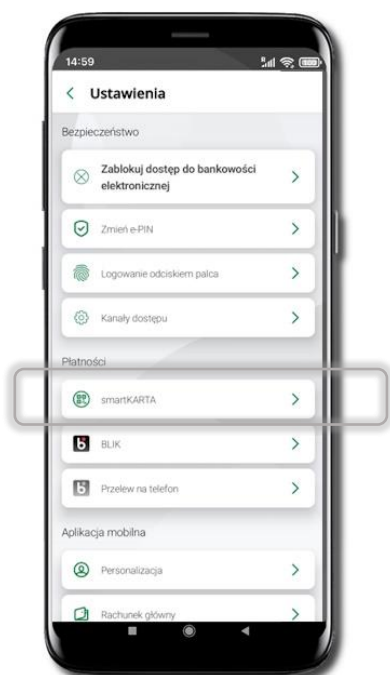 14:59
Ustawienia
Bezpieczeństwo
Zablokuj dostęp do bankowości
elektronicznej
Zmień e-PIN
Logowanie odciskiem palca
Kanały dostępu
Płatności
smartKARTA
BLIK
Przelew na telefon
Aplikacja mobilna
Personalizacja
Rachunek główny